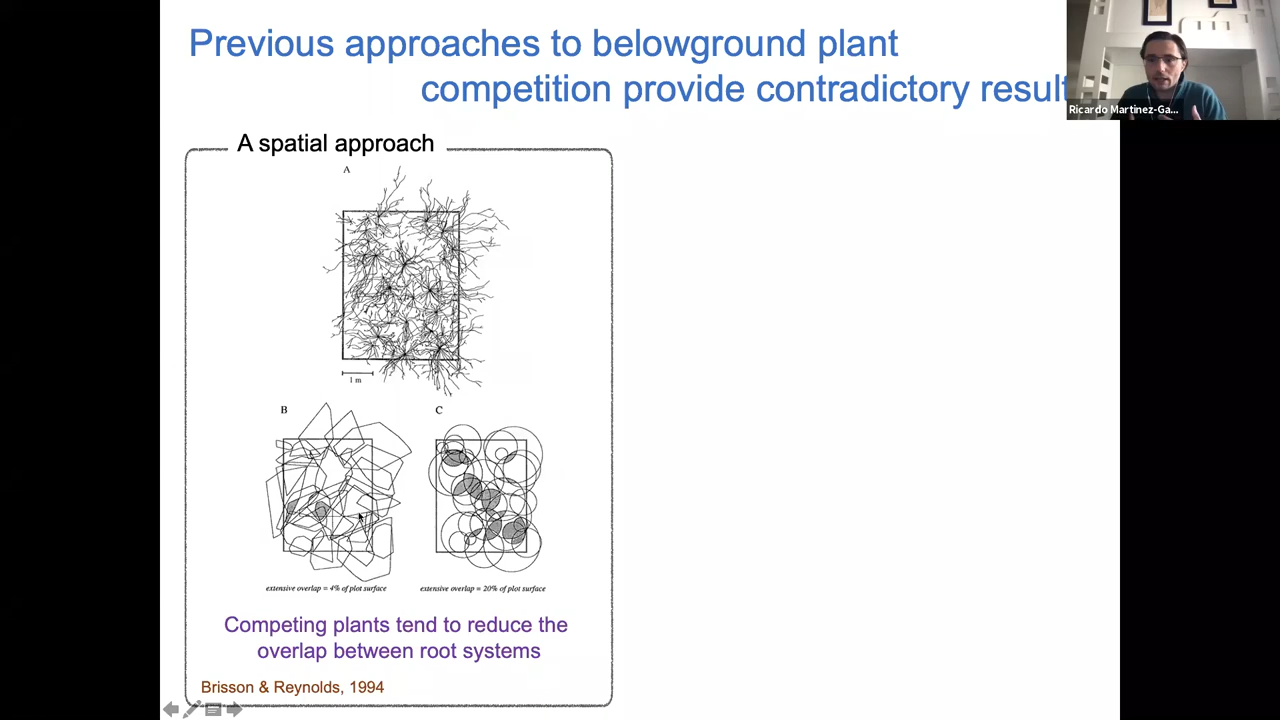 Previous approaches to belowground plant
competition provide contradictory result
Ricardo Martinez-Ga...
A spatial approach
A
1 m
B
C
extensive overlap = 4% of plot surface
extensive overlap = 20% of plot surface
Competing plants tend to reduce the
overlap between root systems
Brisson & Reynolds, 1994